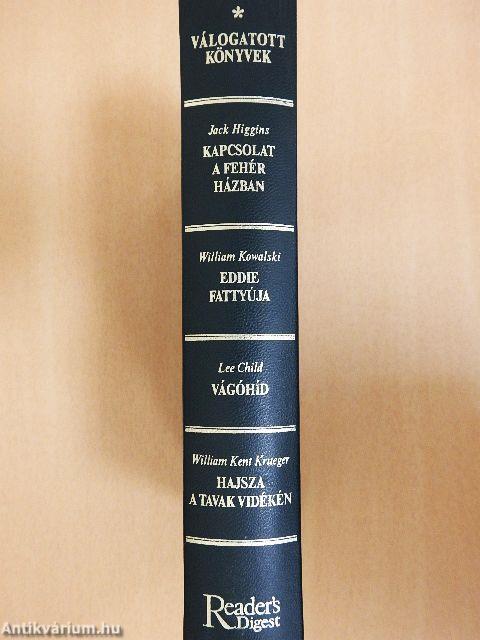 *
VÁLOGATOTT
KÖNYVEK
Jack Higgins
KAPCSOLAT
A FEHÉR
HÁZBAN
William Kowalski
EDDIE
FATTYÚJA
Lee Child
VÁGÓHÍD
William Kent Krueger
HAJSZA
A TAVAK VIDÉKÉN
Reader's
Digest
Antikvárium.hu